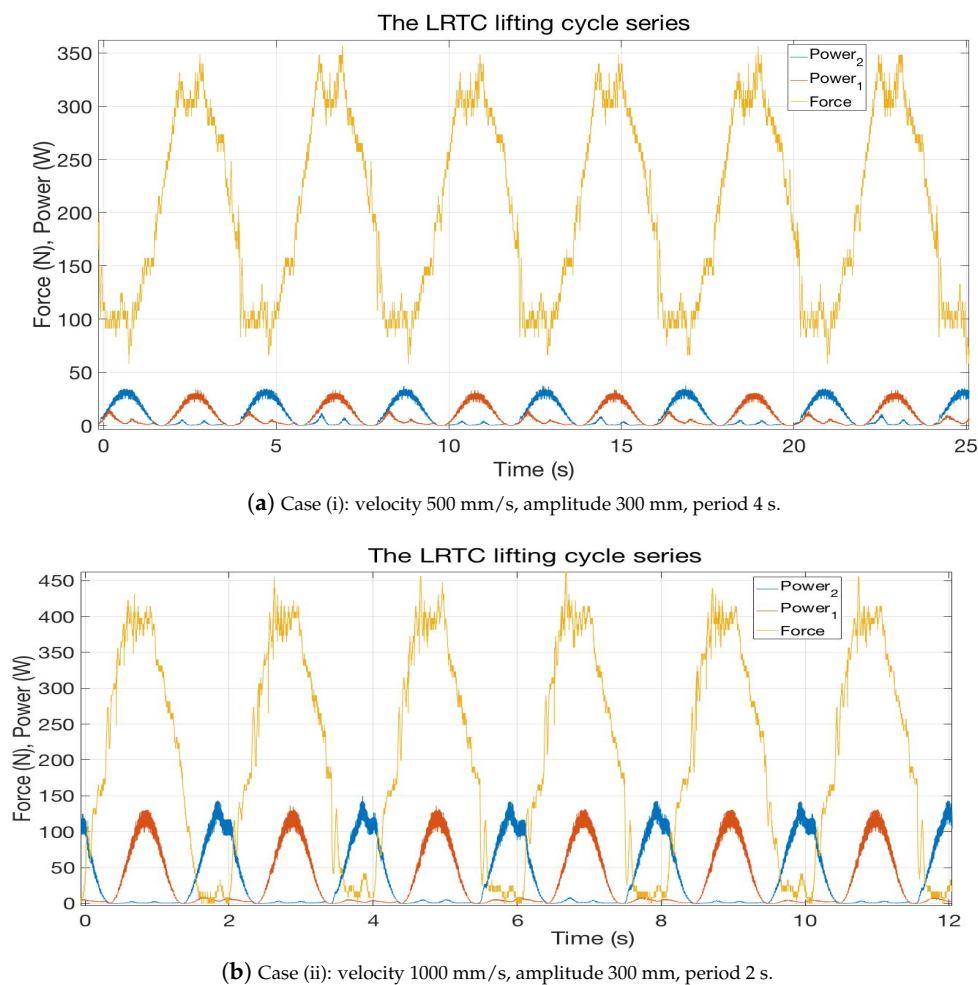 The LRTC lifting cycle series
350
300
250
200
150
100
50
0
Force (N), Power (W)
Power2
Power1
Force
0 5 10 15 20 25
Time (s)
(a) Case (i): velocity 500 mm/s, amplitude 300 mm, period 4 s.
The LRTC lifting cycle series
450
400
350
300
250
200
150
100
50
0
Force (N), Power (W)
Power2
Power1
Force
0 2 4 6 8 10 12
Time (s)
(b) Case (ii): velocity 1000 mm/s, amplitude 300 mm, period 2 s.